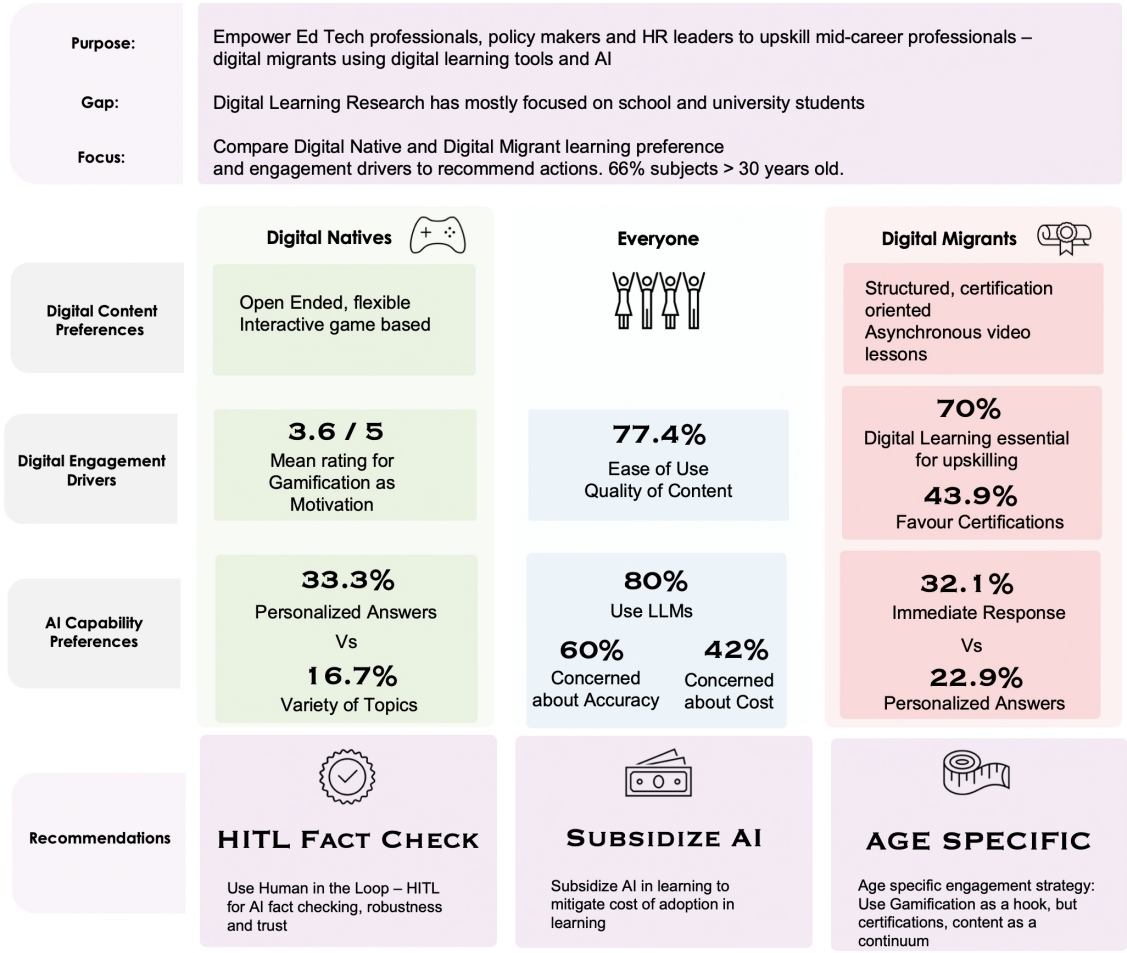 Purpose:
Empower Ed Tech professionals, policy makers and HR leaders to upskill mid-career professionals –
digital migrants using digital learning tools and AI
Gap:
Digital Learning Research has mostly focused on school and university students
Focus:
Compare Digital Native and Digital Migrant learning preference
and engagement drivers to recommend actions. 66% subjects > 30 years old.
Digital Natives
Everyone
Digital Migrants
Digital Content
Preferences
Open Ended, flexible
Interactive game based
Structured, certification
oriented
Asynchronous video
lessons
Digital Engagement
Drivers
3.6 / 5
Mean rating for
Gamification as
Motivation
77.4%
Ease of Use
Quality of Content
70%
Digital Learning essential
for upskilling
43.9%
Favour Certifications
AI Capability
Preferences
33.3%
Personalized Answers
Vs
16.7%
Variety of Topics
80%
Use LLMs
60%
Concerned
about Accuracy
42%
Concerned
about Cost
32.1%
Immediate Response
Vs
22.9%
Personalized Answers
Recommendations
HITL Fact Check
Use Human in the Loop – HITL
for AI fact checking, robustness
and trust
Subsidize AI
Subsidize AI in learning to
mitigate cost of adoption in
learning
AGE SPECIFIC
Age specific engagement strategy:
Use Gamification as a hook, but
certifications, content as a
continuum